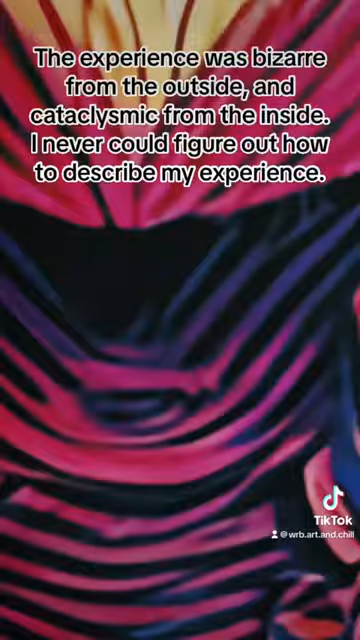 The experience was bizarre
from the outside, and
cataclysmic from the inside.
I never could figure out how
to describe my experience.
TikTok
@wrb.art.and.chill